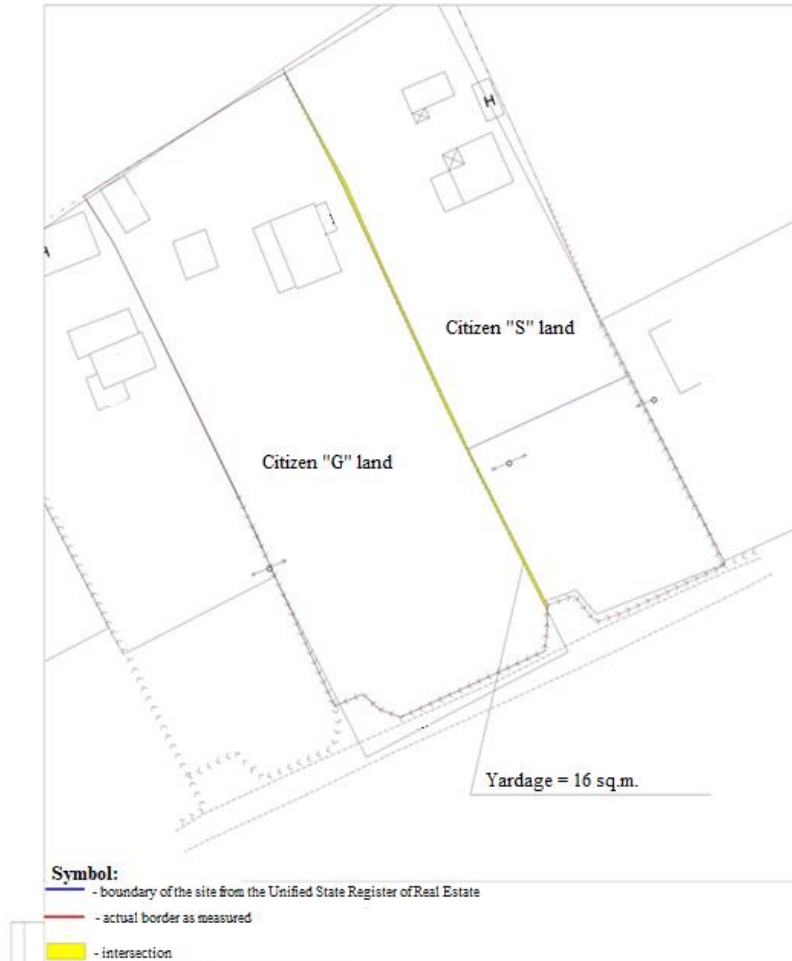 H
H
Citizen "S" land
Citizen "G" land
Yardage = 16 sq.m.
Symbol:
- boundary of the site from the Unified State Register of Real Estate
- actual border as measured
- intersection